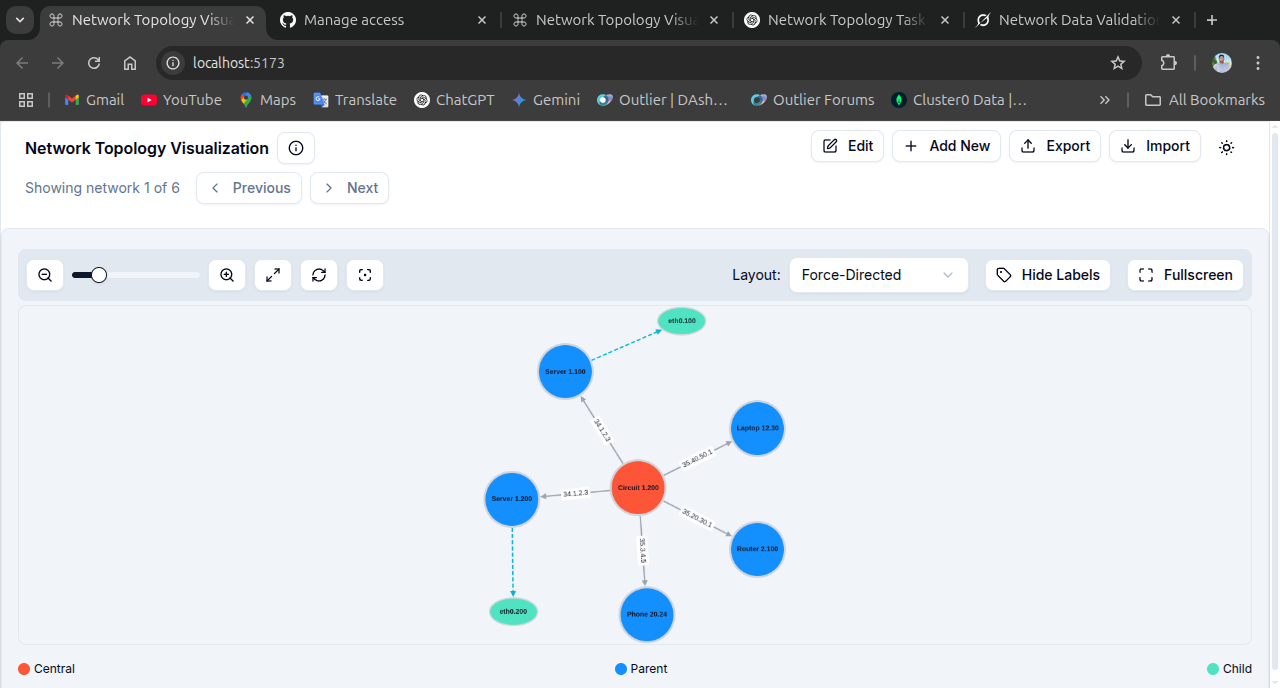 Network Topology Visu
Manage access
Network Topology Visu
Network Topology Task
Network Data Validatio
localhost:5173
Gmail
YouTube
Maps
Translate
ChatGPT
Gemini
Outlier | DAsh…
Outlier Forums
Cluster0 Data |…
All Bookmarks
Network Topology Visualization
Edit
Add New
Export
Import
Showing network 1 of 6
Previous
Next
Layout:
Force-Directed
Hide Labels
Fullscreen
eth0.100
Server 1.100
Laptop 12.30
34.1.2.3
35.40.50.1
Circuit 1.200
Server 1.200
34.1.2.3
35.20.30.1
Router 2.100
35.3.4.5
eth0.200
Phone 20.24
Central
Parent
Child